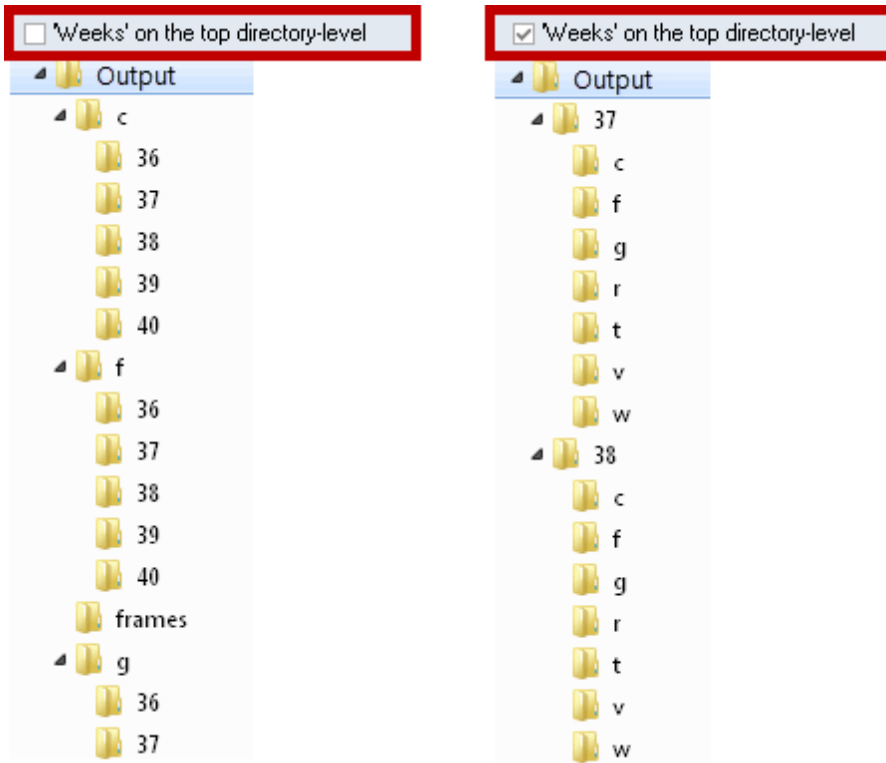 'Weeks' on the top directory-level
Output
c
36
37
38
39
40
f
36
37
38
39
40
frames
g
36
37
'Weeks' on the top directory-level
Output
37
c
f
g
r
t
v
w
38
c
f
g
r
t
v
w